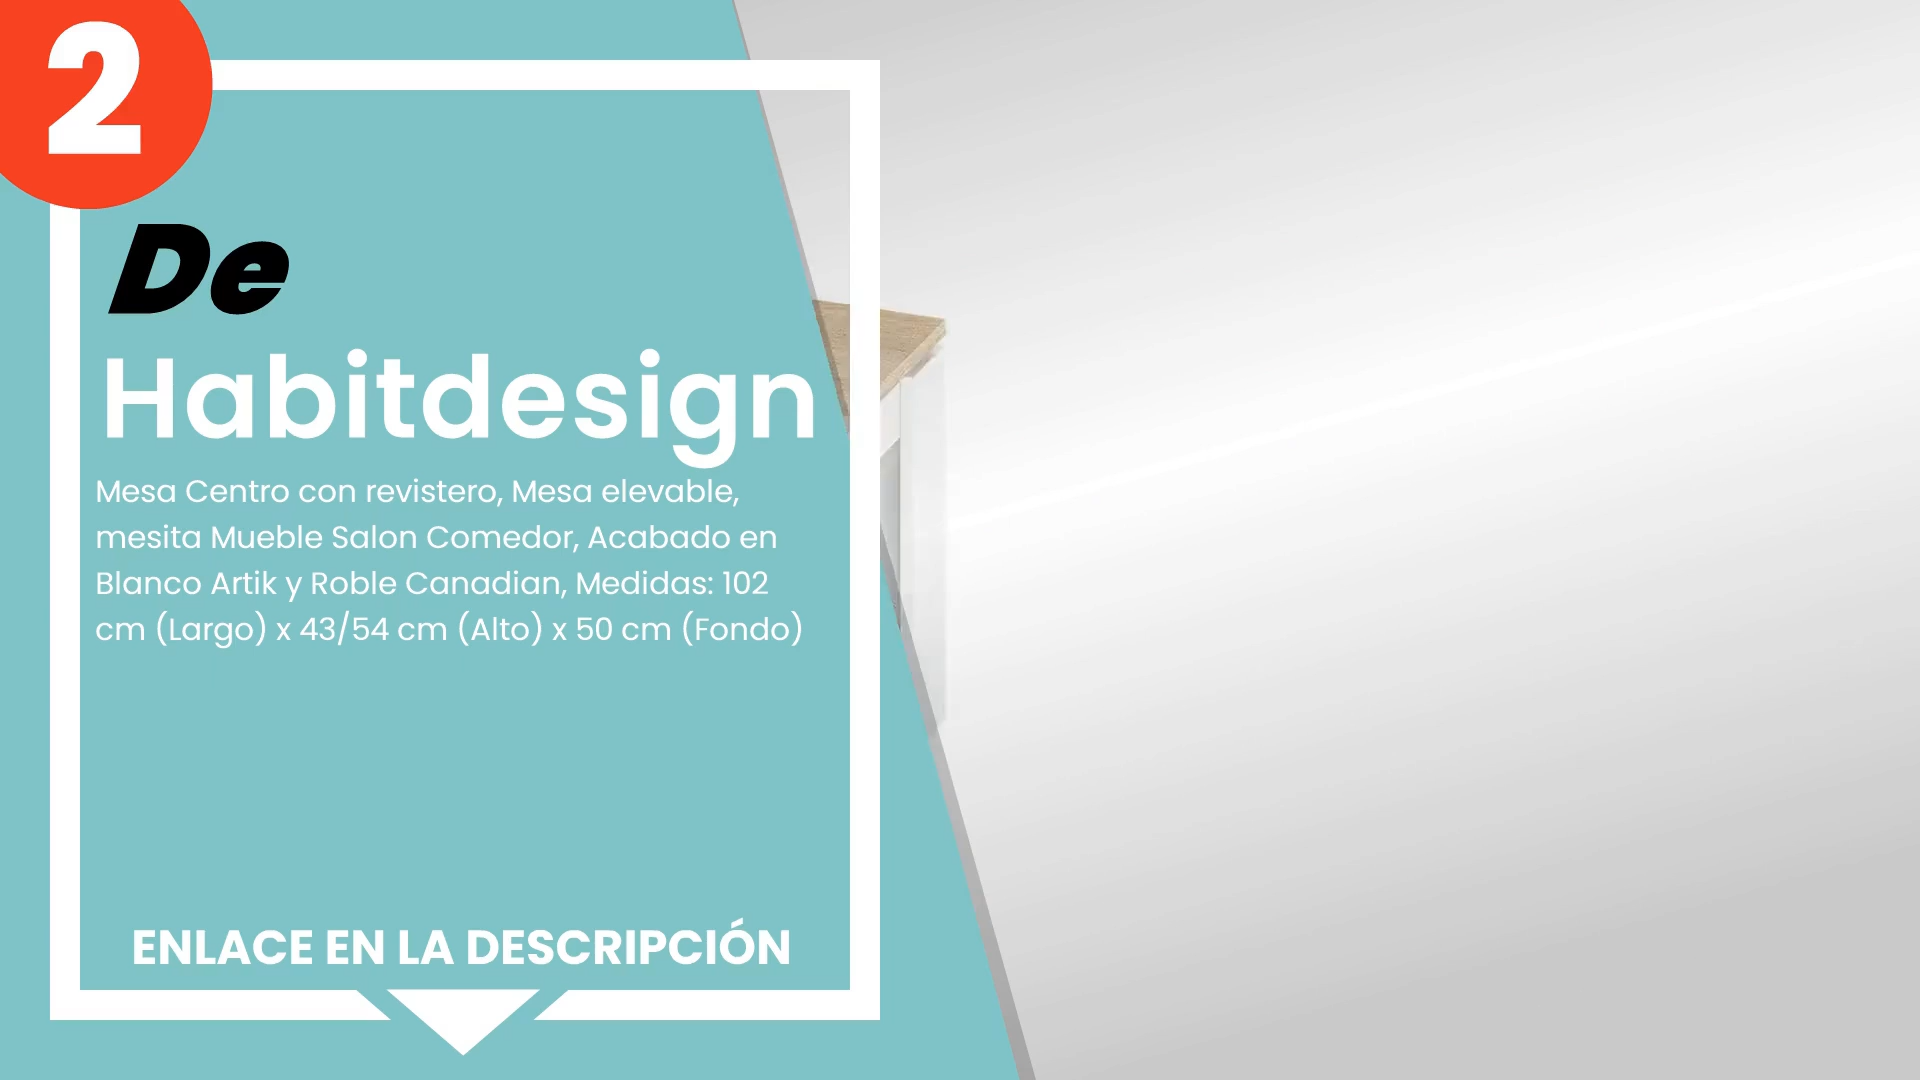 2
De
Habitdesign
Mesa Centro con revistero, Mesa elevable,
mesita Mueble Salon Comedor, Acabado en
Blanco Artik y Roble Canadian, Medidas: 102
cm (Largo) x 43/54 cm (Alto) x 50 cm (Fondo)
ENLACE EN LA DESCRIPCIÓN